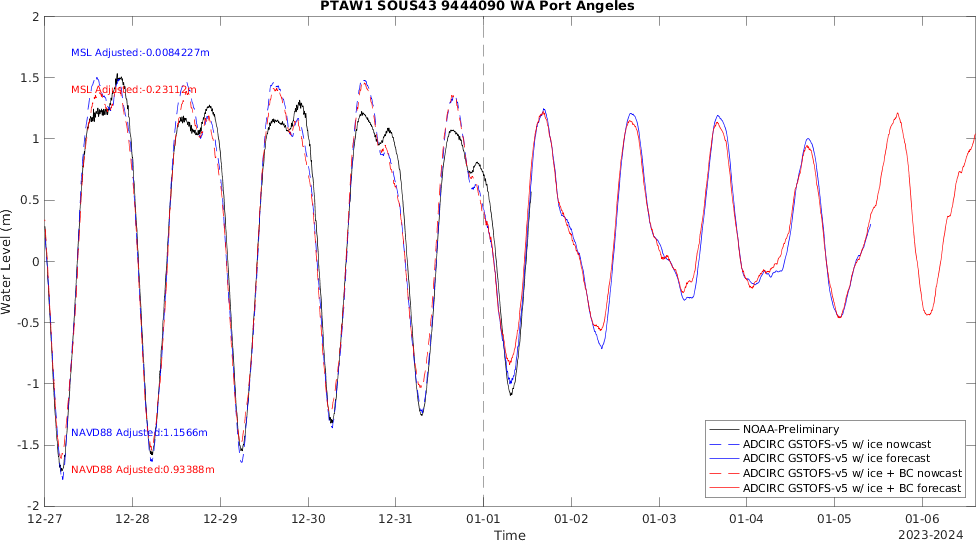 PTAW1 SOUS43 9444090 WA Port Angeles
2
1.5
1
0.5
0
-0.5
-1
-1.5
-2
Water Level (m)
MSL Adjusted:-0.0084227m
MSL Adjusted:-0.23112m
NAVD88 Adjusted:1.1566m
NAVD88 Adjusted:0.93388m
NOAA-Preliminary
ADCIRC GSTOFS-v5 w/ ice nowcast
ADCIRC GSTOFS-v5 w/ ice forecast
ADCIRC GSTOFS-v5 w/ ice + BC nowcast
ADCIRC GSTOFS-v5 w/ ice + BC forecast
12-27 12-28 12-29 12-30 12-31 01-01 01-02 01-03 01-04 01-05 01-06
Time
2023-2024